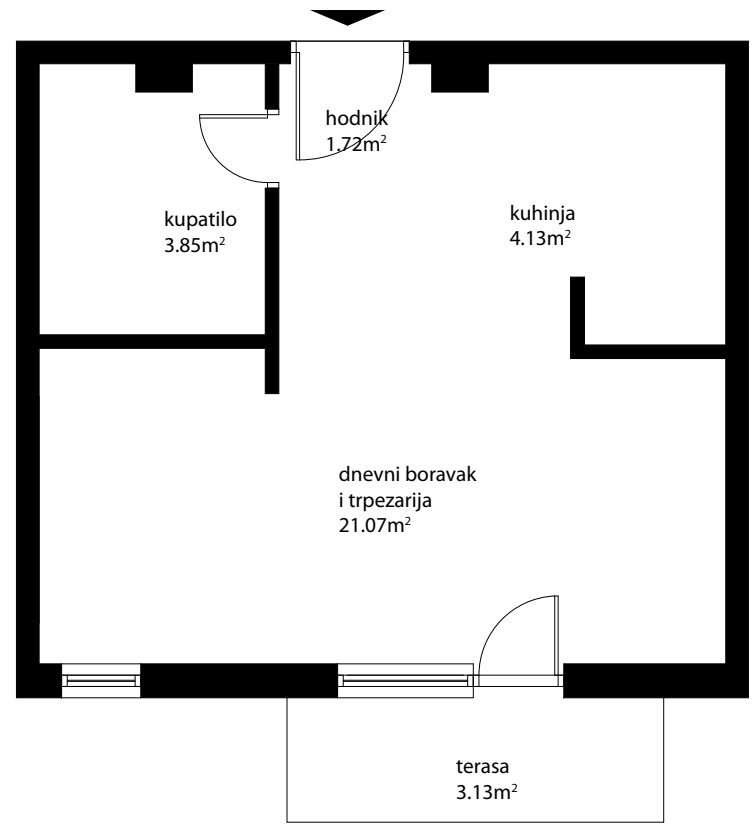 hodnik
1.72m²
kupatilo
3.85m²
kuhinja
4.13m²
dnevni boravak
i trpezarija
21.07m²
terasa
3.13m²